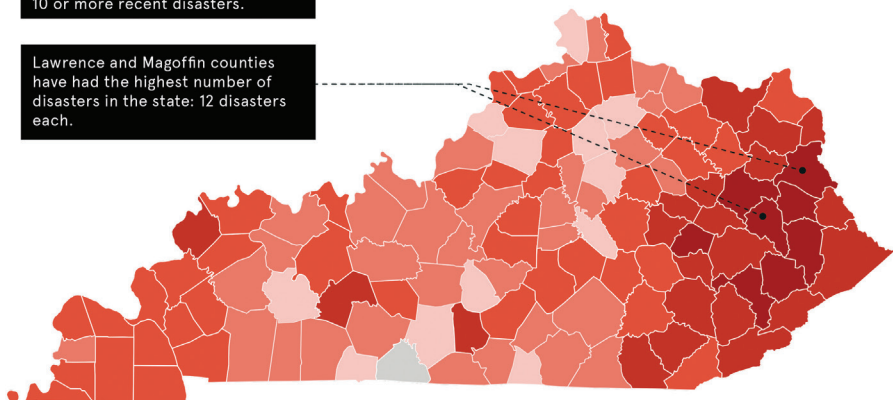 10 or more recent disasters.
Lawrence and Magoffin counties
have had the highest number of
disasters in the state: 12 disasters
each.